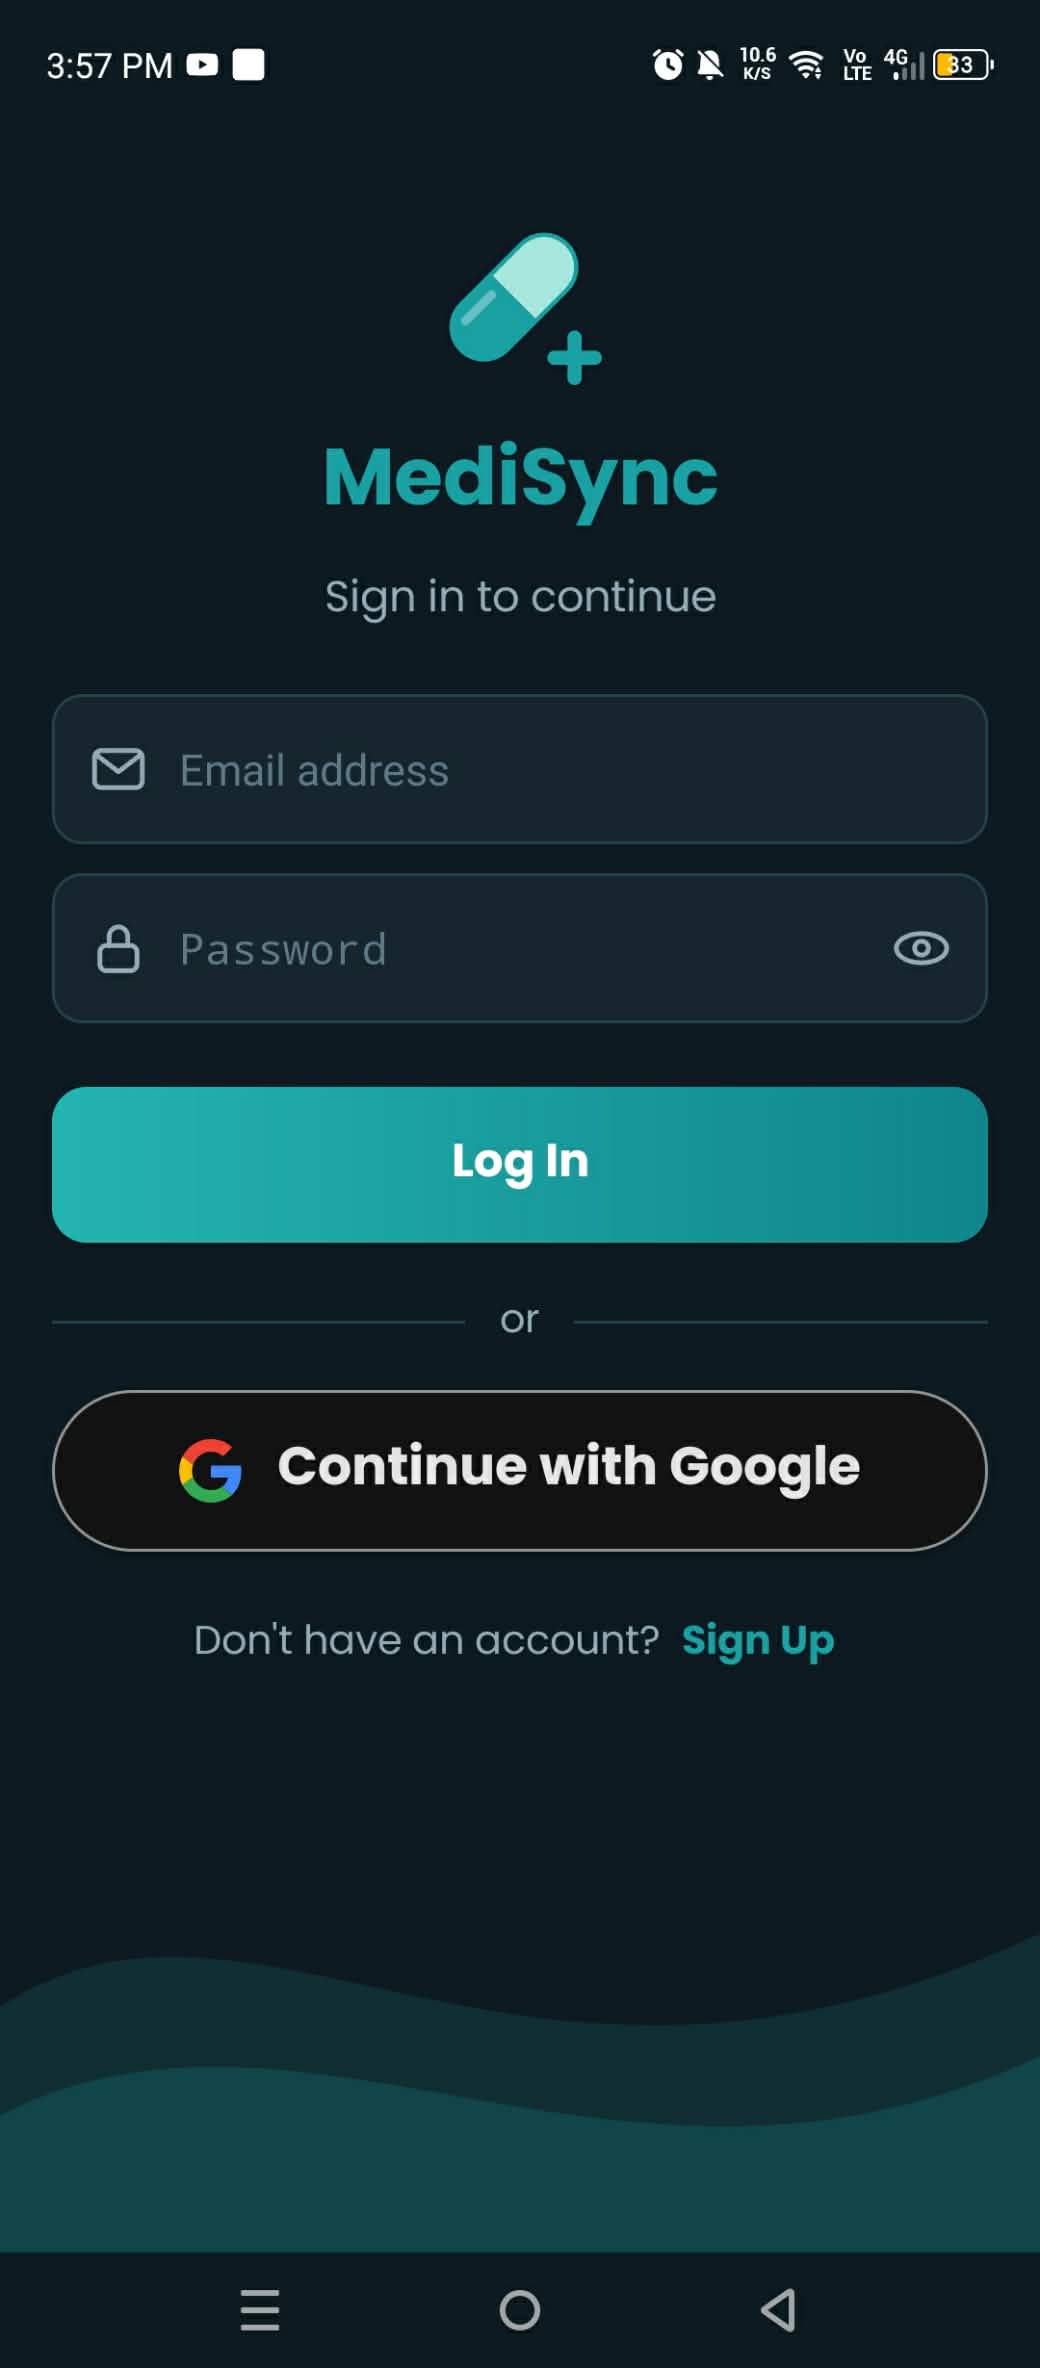 3:57 PM
10.6 K/S
Vo LTE
4G
33
MediSync
Sign in to continue
Email address
Password
Log In
or
Continue with Google
Don't have an account? Sign Up